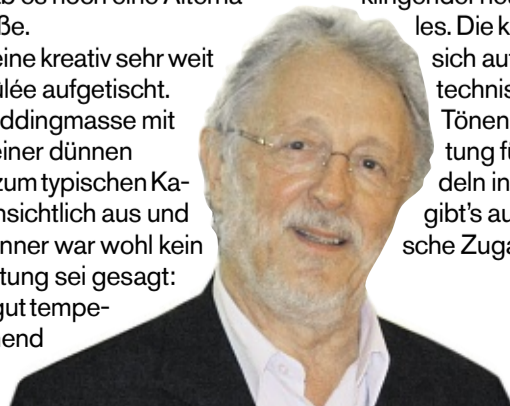 ße.
eine kreativ sehr weit
ülée aufgetischt.
ddingmasse mit
einer dünnen
zum typischen Ka-
nsichtlich aus und
nner war wohl kein
tung sei gesagt:
gut tempe-
end
les. Die k
sich au
technis
Tönen
tung fü
deln in
gibt's au
sche Zuga